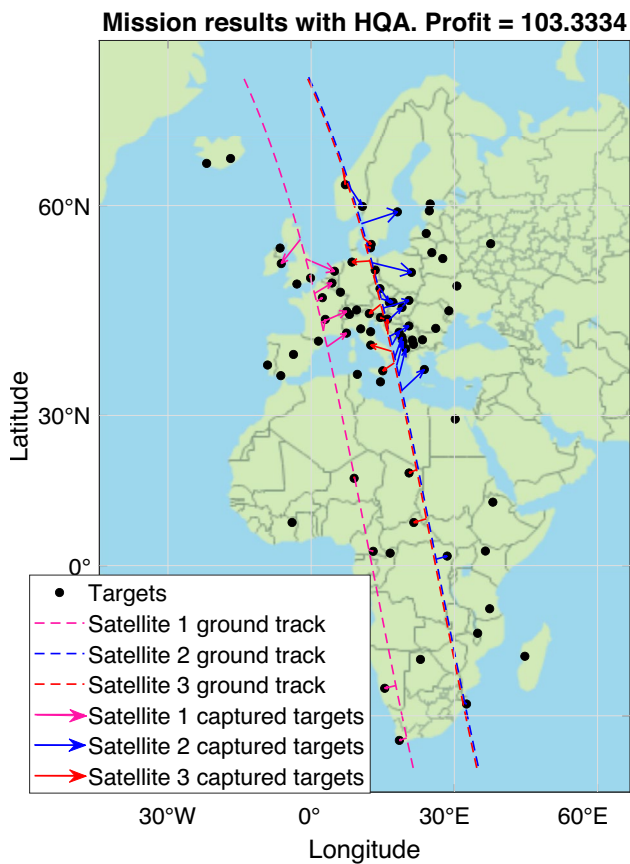 Mission results with HQA. Profit = 103.3334
60°N
30°N
0°
Latitude
Targets
Satellite 1 ground track
Satellite 2 ground track
Satellite 3 ground track
Satellite 1 captured targets
Satellite 2 captured targets
Satellite 3 captured targets
30°W
0°
30°E
60°E
Longitude